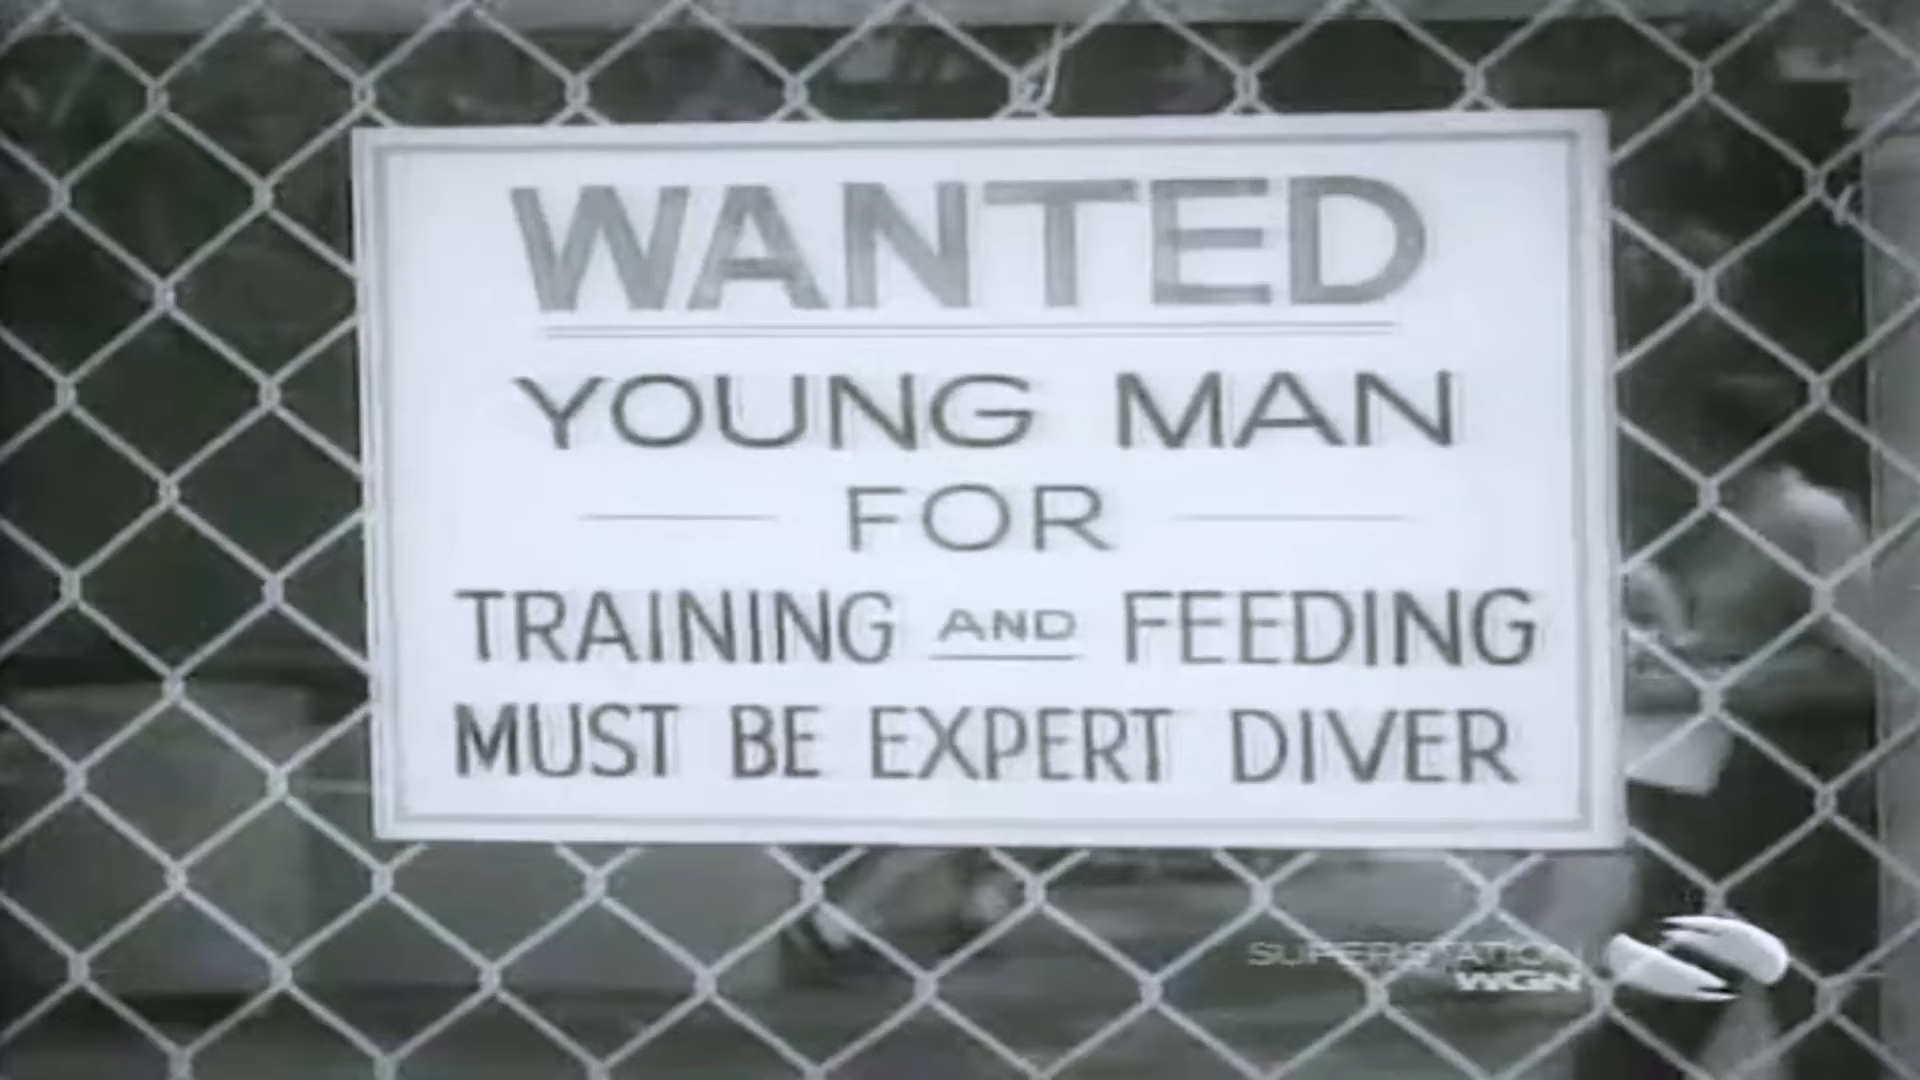 WANTED
YOUNG MAN
FOR
TRAINING AND FEEDING
MUST BE EXPERT DIVER
SUPERSTATION
WGN